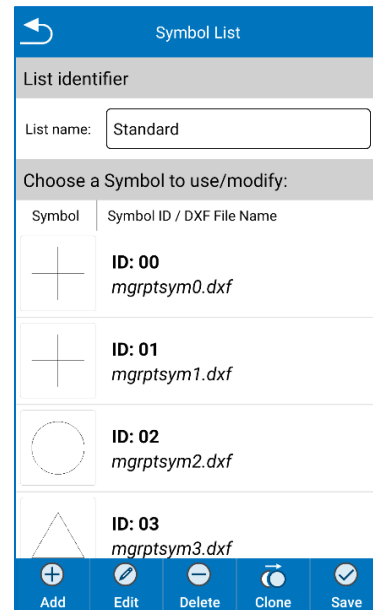 Symbol List
List identifier
List name: Standard
Choose a Symbol to use/modify:
Symbol Symbol ID / DXF File Name
ID: 00
mgrptsym0.dxf
ID: 01
mgrptsym1.dxf
ID: 02
mgrptsym2.dxf
ID: 03
mgrptsym3.dxf
Add Edit Delete Clone Save